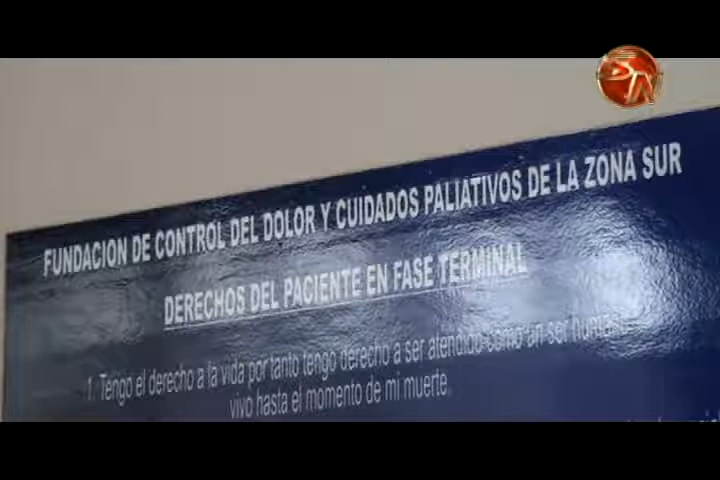 FUNDACION DE CONTROL DEL DOLOR Y CUIDADOS PALIATIVOS DE LA ZONA SUR
DERECHOS DEL PACIENTE EN FASE TERMINAL
1. Tengo el derecho a la vida por tanto tengo derecho a ser atendido como un ser humano
vivo hasta el momento de mi muerte.